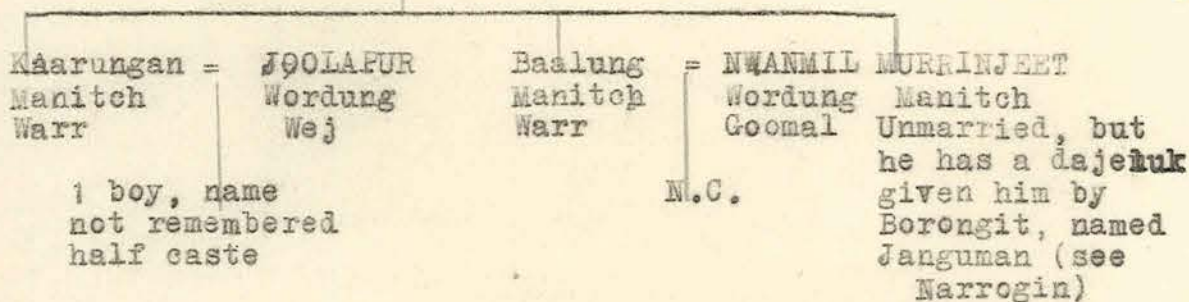 Kaarungan = JOOLAPUR Baalung = NWANMIL MURRINJEET
Manitch Wordung Manitch Wordung Manitch
Warr Wej Warr Goomal Unmarried, but
he has a dajeluk
1 boy, name N.C. given him by
not remembered Borongit, named
half caste Janguman (see
Narrogin)